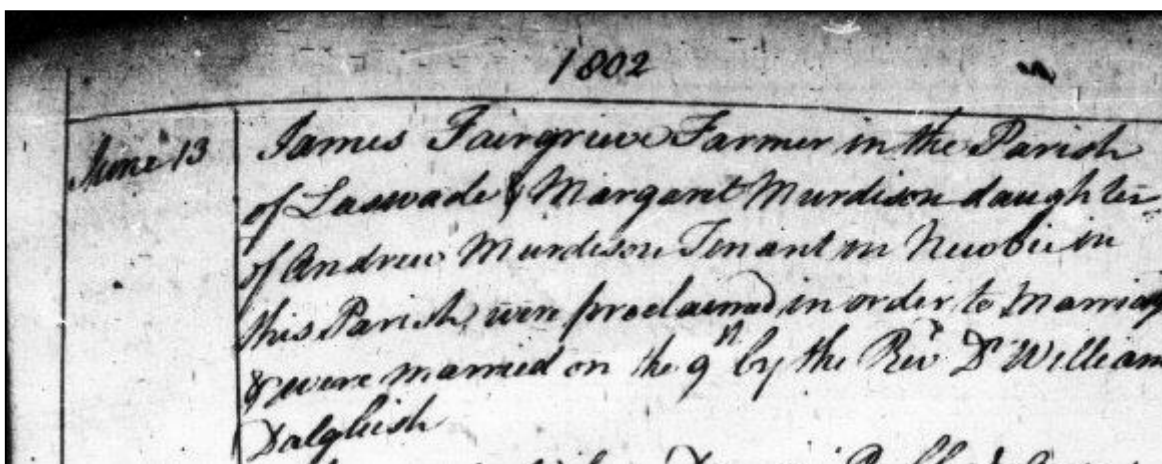 1802
June 13
James Fairgrieve Farmer in the Parish
of Laswade & Margaret Murdison daughter
of Andrew Murdison Tenant in Newbie in
this Parish, were proclaimed in order to Marriage
& were married on the 9th by the Revd Dr William
Dalgliesh